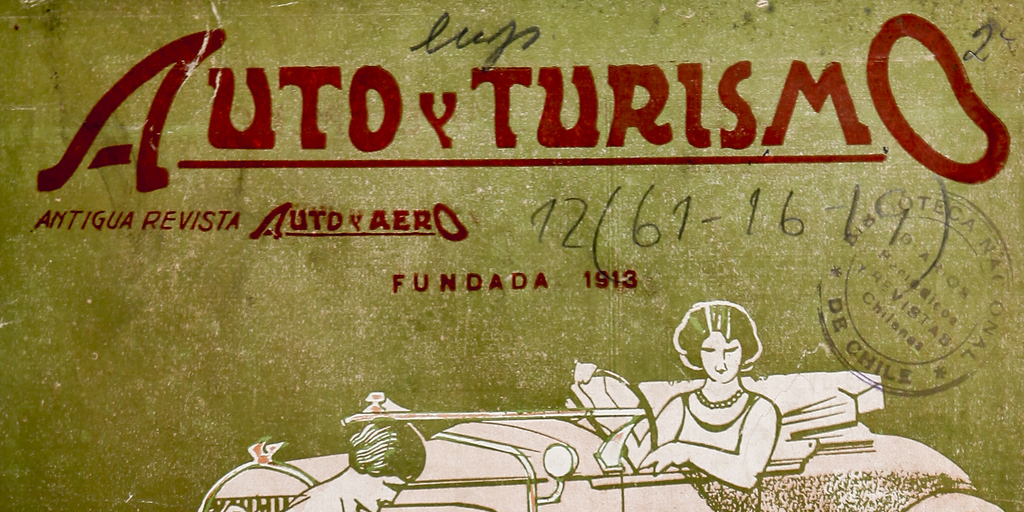 AUTO Y TURISMO
ANTIGUA REVISTA AUTO Y AERO
12(61-16-19)
FUNDADA 1913
BIBLIOTECA NACIONAL
REVISTAS
Chilenas
* DE CHILE *